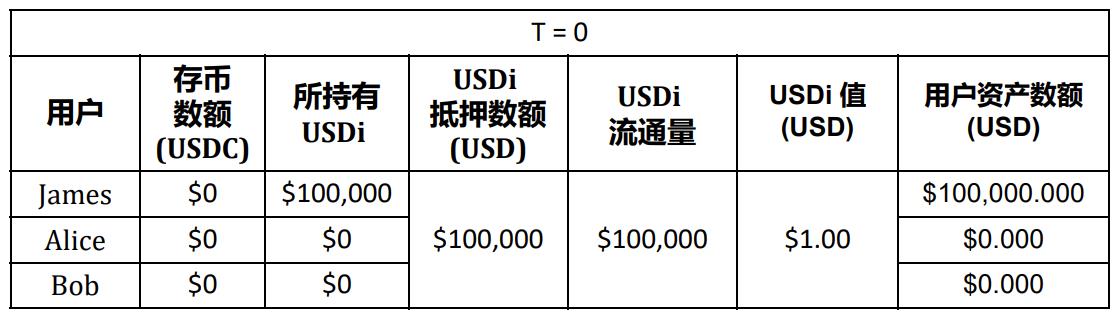 T = 0
用户
存币
数额
(USDC)
所持有
USDi
USDi
抵押数额
(USD)
USDi
流通量
USDi 值
(USD)
用户资产数额
(USD)
James
$0
$100,000
$100,000
$100,000
$1.00
$100,000.000
Alice
$0
$0
$0.000
Bob
$0
$0
$0.000